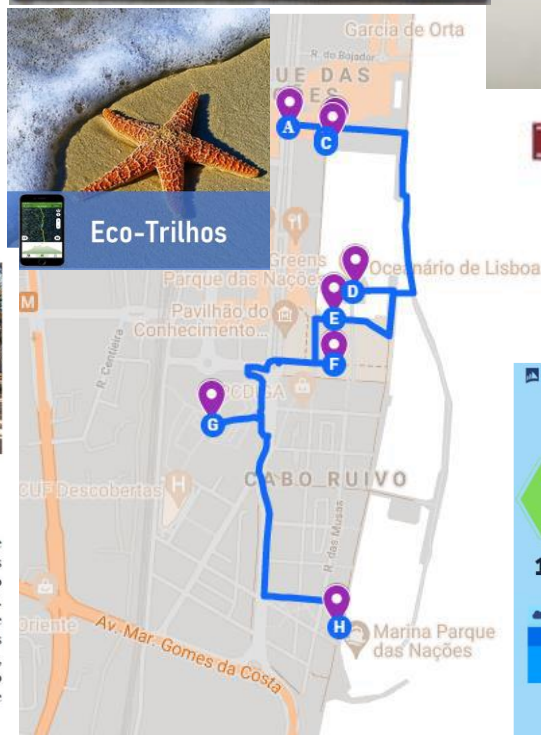 Garcia de Orta
R. do Bojador
UE DAS
ÕES
A
C
Eco-Trilhos
Greens
Parque das Nações
Oceanário de Lisboa
D
M
Pavilhão do
Conhecimento...
E
R. Centieira
F
G
CABO RUIVO
CUF Descobertas
H
R. das Musas
Oriente
Av. Mar. Gomes da Costa
H
Marina Parque
das Nações